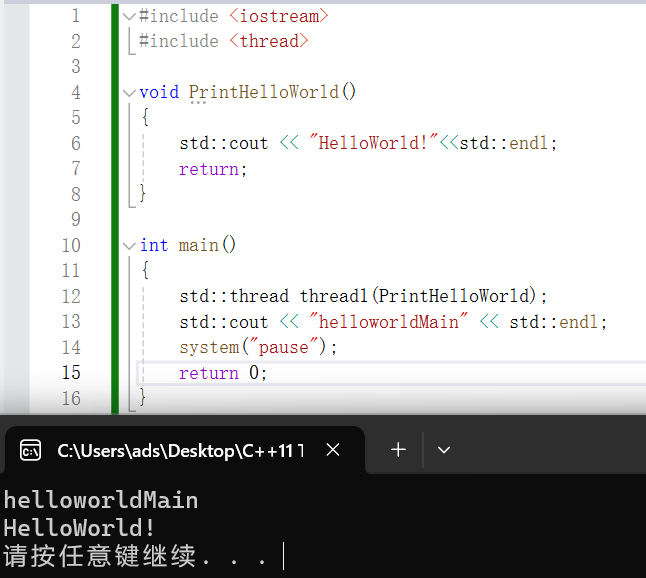 1 #include <iostream>
2 #include <thread>
3
4 void PrintHelloWorld()
5 {
6 std::cout << "HelloWorld!"<<std::endl;
7 return;
8 }
9
10 int main()
11 {
12 std::thread thread1(PrintHelloWorld);
13 std::cout << "helloworldMain" << std::endl;
14 system("pause");
15 return 0;
16 }
C:\Users\ads\Desktop\C++11 T
helloworldMain
HelloWorld!
请按任意键继续. . .